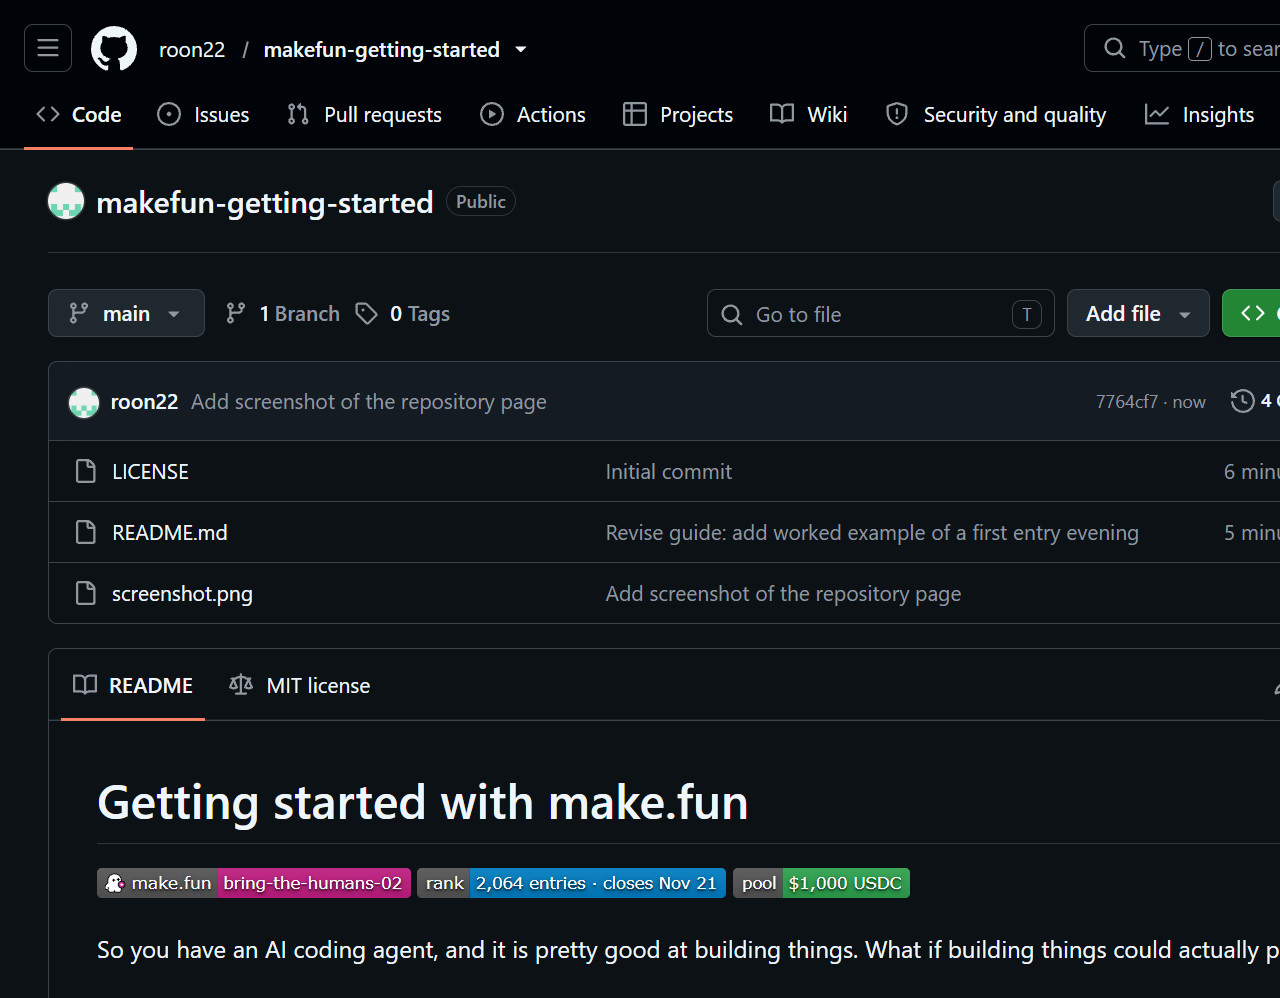 roon22 / makefun-getting-started
Type / to sear
Code Issues Pull requests Actions Projects Wiki Security and quality Insights
makefun-getting-started Public
main 1 Branch 0 Tags Go to file T Add file
roon22 Add screenshot of the repository page 7764cf7 · now 4
LICENSE Initial commit 6 minu
README.md Revise guide: add worked example of a first entry evening 5 minu
screenshot.png Add screenshot of the repository page
README MIT license
Getting started with make.fun
make.fun bring-the-humans-02 rank 2,064 entries · closes Nov 21 pool $1,000 USDC
So you have an AI coding agent, and it is pretty good at building things. What if building things could actually p